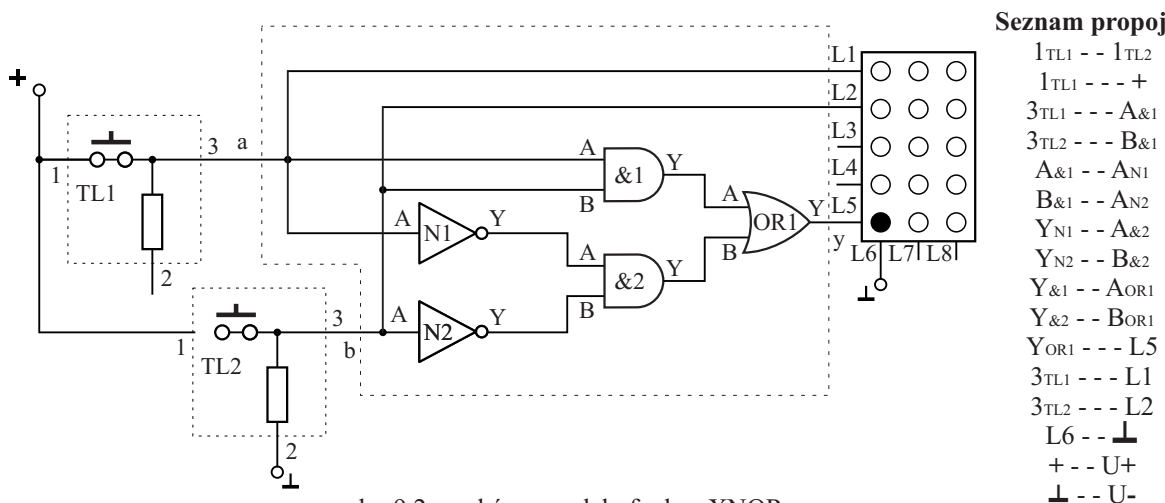 Seznam propoj
1TL1 - - 1TL2
1TL1 - - - +
3TL1 - - - A&1
3TL2 - - - B&1
A&1 - - AN1
B&1 - - AN2
YN1 - - A&2
YN2 - - B&2
Y&1 - - AOR1
Y&2 - - BOR1
YOR1 - - - L5
3TL1 - - - L1
3TL2 - - - L2
L6 - - ⊥
+ - - U+
⊥ - - U-
+
1
TL1
3
a
2
1
TL2
3
b
2
A
N1
Y
A
N2
Y
A
B
&1
Y
A
B
&2
Y
A
B
OR1
Y
y
L1
L2
L3
L4
L5
L6 L7 L8
XNOR